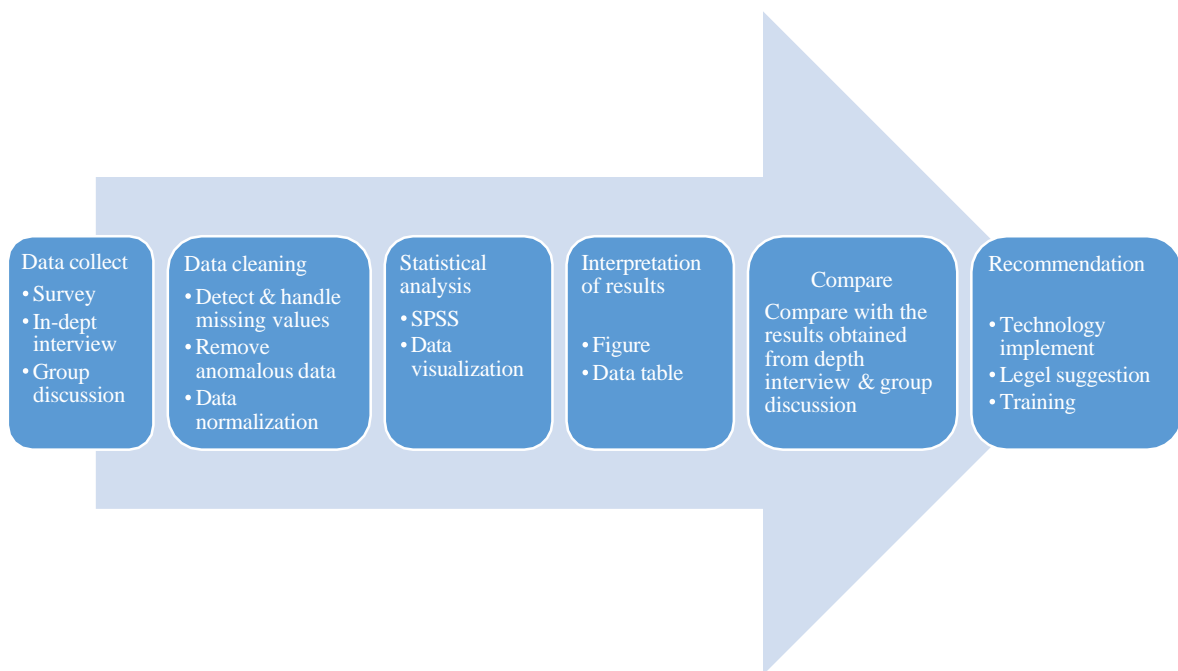 Data collect
• Survey
• In-dept
interview
• Group
discussion
Data cleaning
• Detect & handle
missing values
• Remove
anomalous data
• Data
normalization
Statistical
analysis
• SPSS
• Data
visualization
Interpretation
of results
• Figure
• Data table
Compare
Compare with the
results obtained
from depth
interview & group
discussion
Recommendation
• Technology
implement
• Legel suggestion
• Training